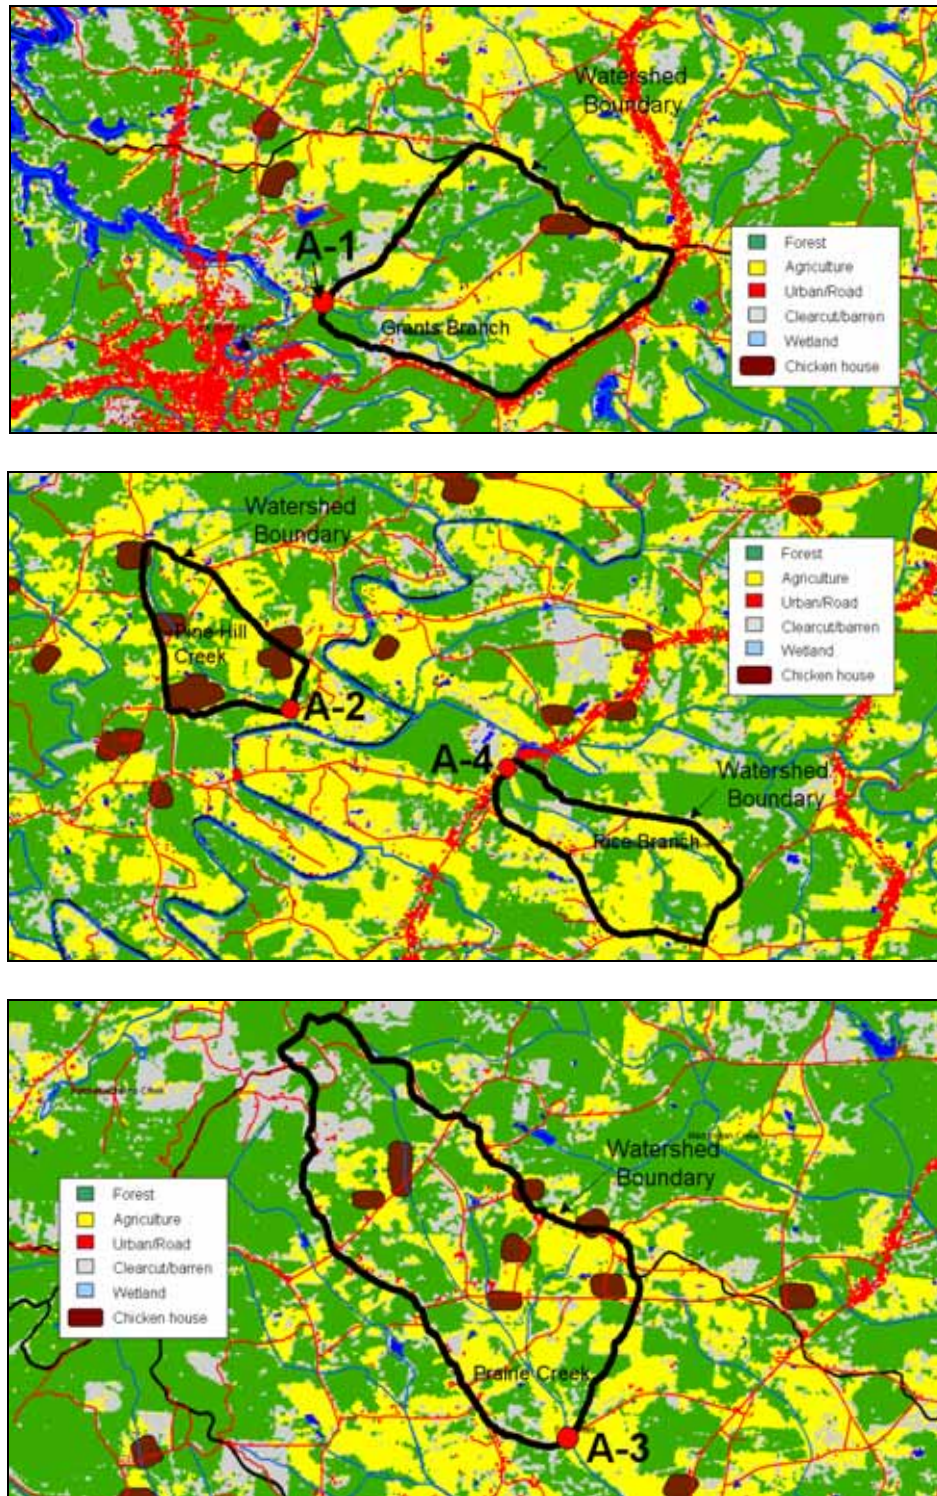 Watershed
Boundary
A-1
Grants Branch
Forest
Agriculture
Urban/Road
Clearcut/barren
Wetland
Chicken house
Watershed
Boundary
Pine Hill
Creek
A-2
A-4
Watershed
Boundary
Rice Branch
Forest
Agriculture
Urban/Road
Clearcut/barren
Wetland
Chicken house
Watershed
Boundary
Prairie Creek
A-3
Forest
Agriculture
Urban/Road
Clearcut/barren
Wetland
Chicken house